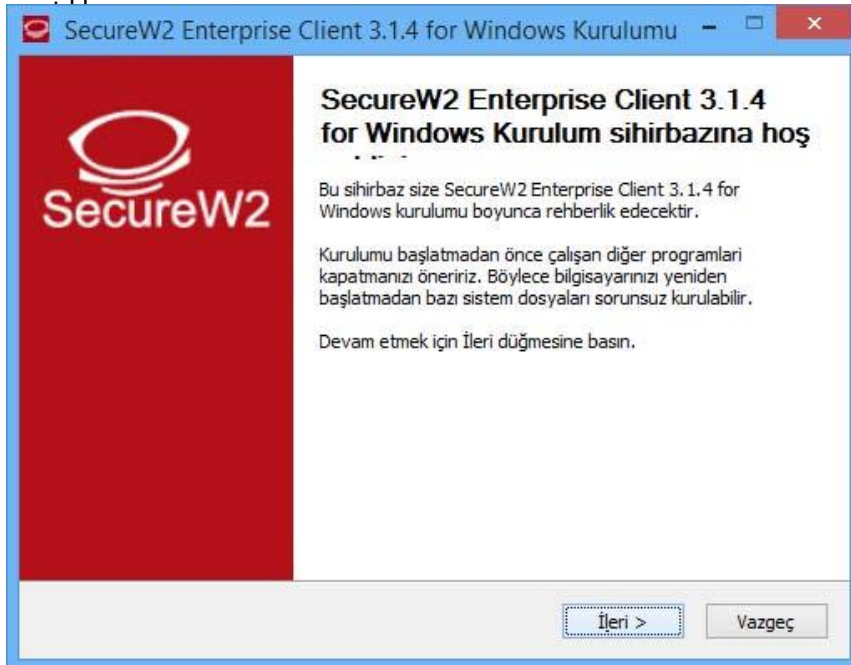 SecureW2 Enterprise Client 3.1.4 for Windows Kurulumu
SecureW2
SecureW2 Enterprise Client 3.1.4
for Windows Kurulum sihirbazına hoş
Bu sihirbaz size SecureW2 Enterprise Client 3.1.4 for
Windows kurulumu boyunca rehberlik edecektir.
Kurulumu başlatmadan önce çalışan diğer programlari
kapatmanızı öneririz. Böylece bilgisayarınızı yeniden
başlatmadan bazı sistem dosyaları sorunsuz kurulabilir.
Devam etmek için İleri düğmesine basın.
İleri >
Vazgeç